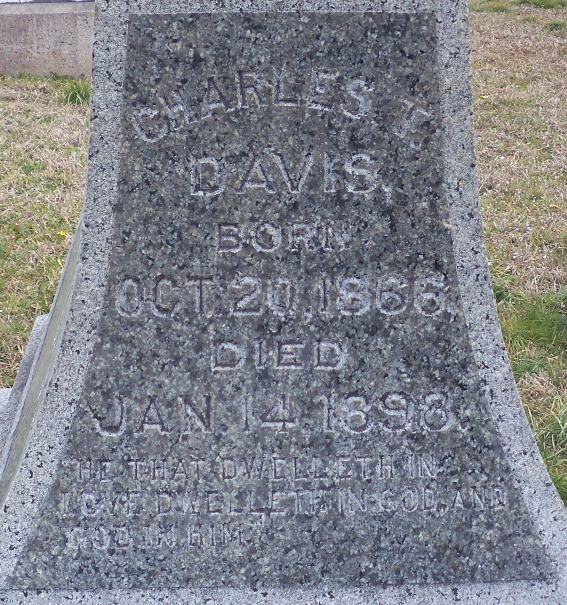 CHARLES T.
DAVIS,
BORN
OCT. 20, 1866.
DIED
JAN. 14, 1898.
HE THAT DWELLETH IN
LOVE DWELLETH IN GOD, AND
GOD IN HIM.